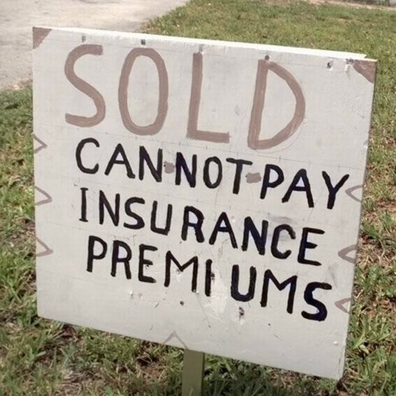 SOLD
CAN NOT PAY
INSURANCE
PREMIUMS